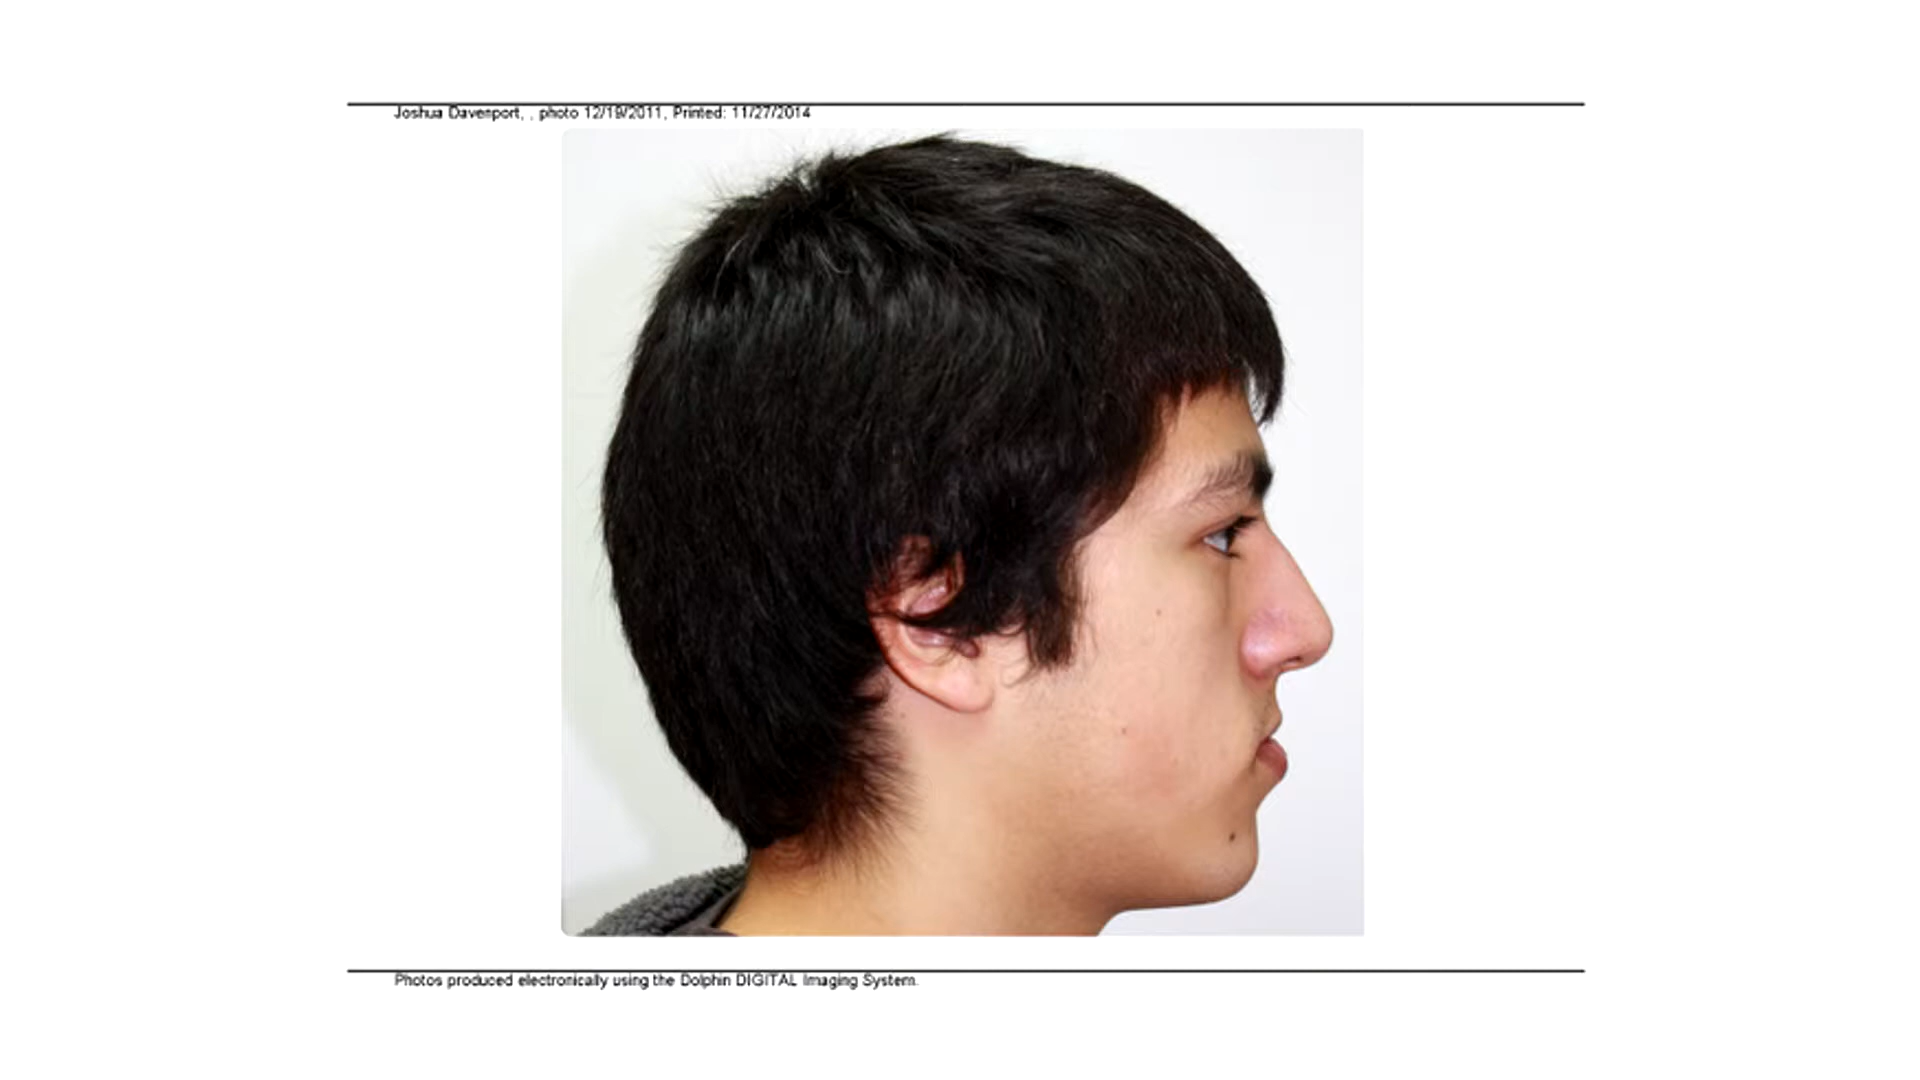 Joshua Davenport, , photo 12/19/2011, Printed: 11/27/2014
Photos produced electronically using the Dolphin DIGITAL Imaging System.